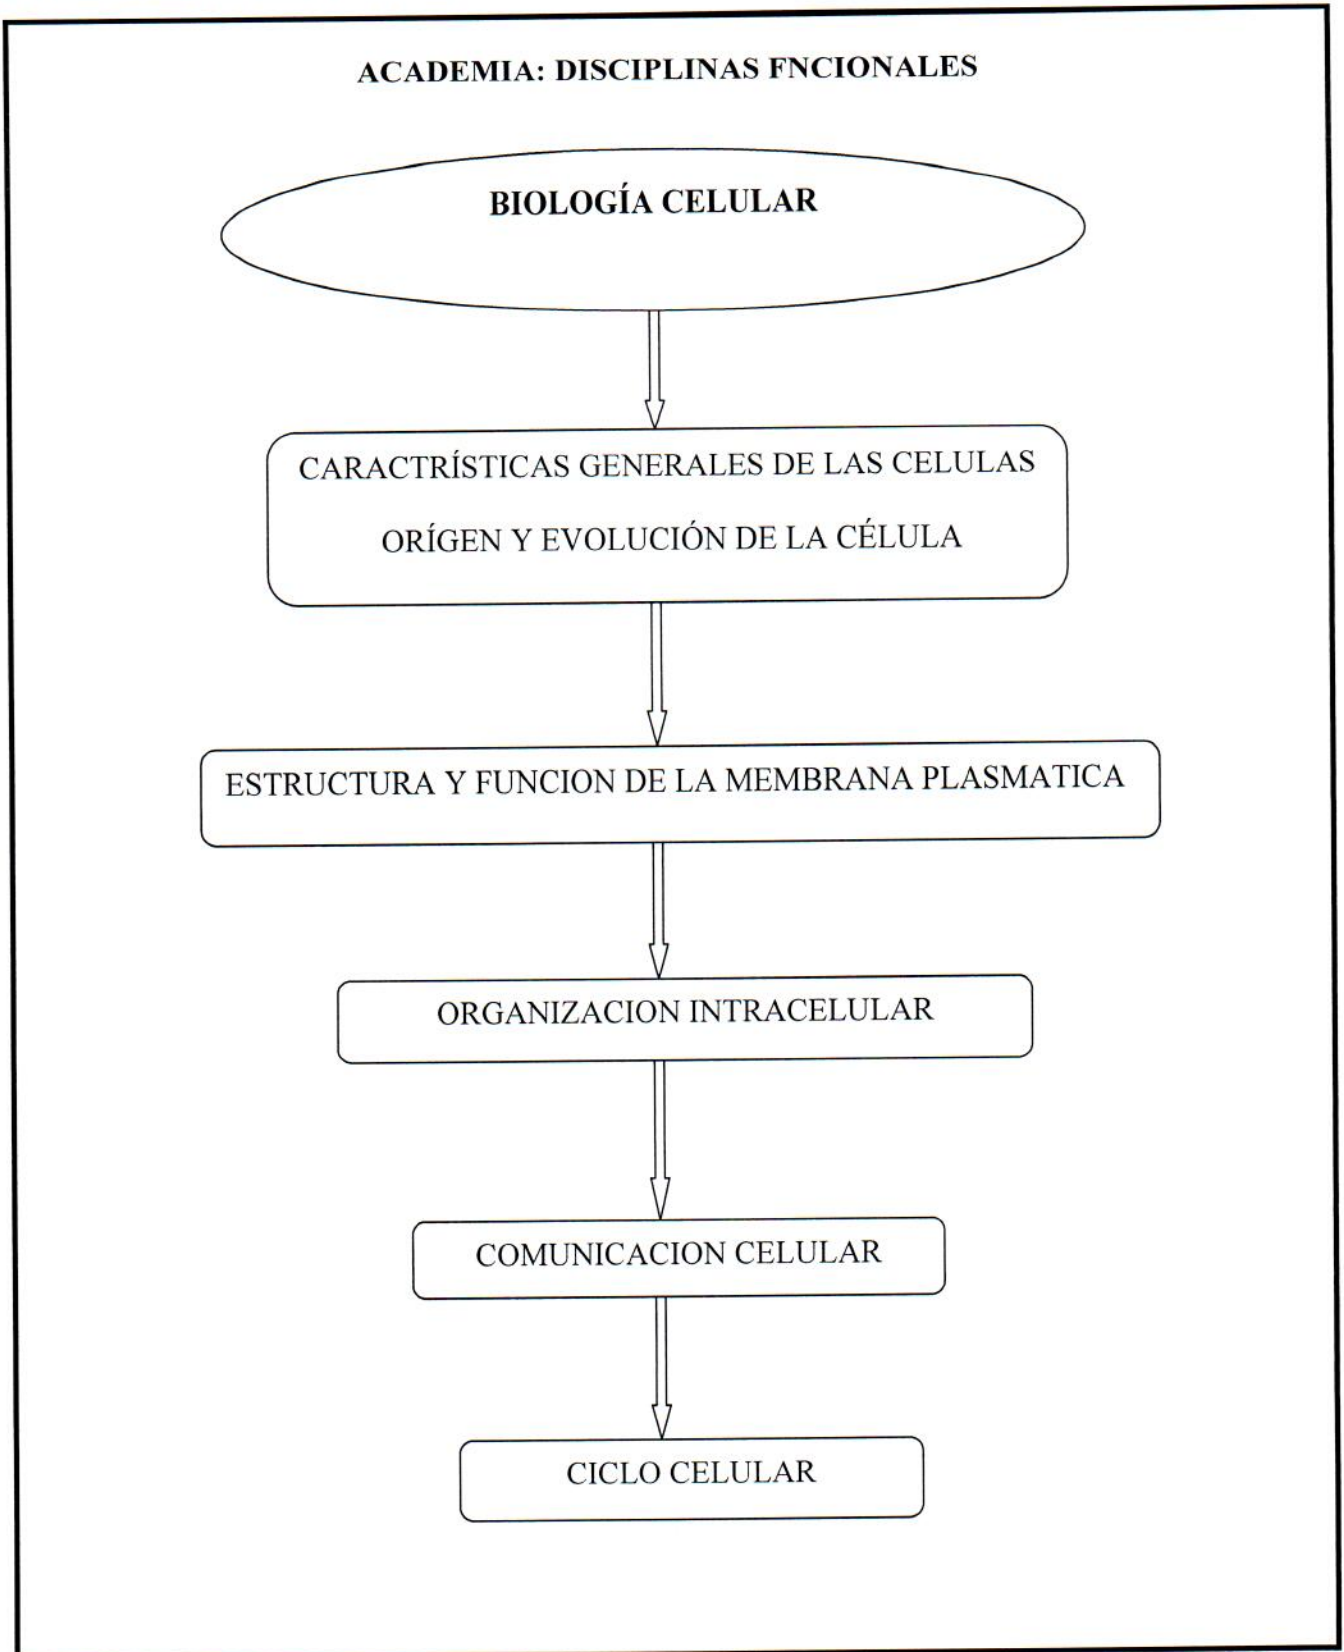 ACADEMIA: DISCIPLINAS FNCIONALES
BIOLOGÍA CELULAR
CARACTRÍSTICAS GENERALES DE LAS CELULAS
ORÍGEN Y EVOLUCIÓN DE LA CÉLULA
ESTRUCTURA Y FUNCION DE LA MEMBRANA PLASMATICA
ORGANIZACION INTRACELULAR
COMUNICACION CELULAR
CICLO CELULAR